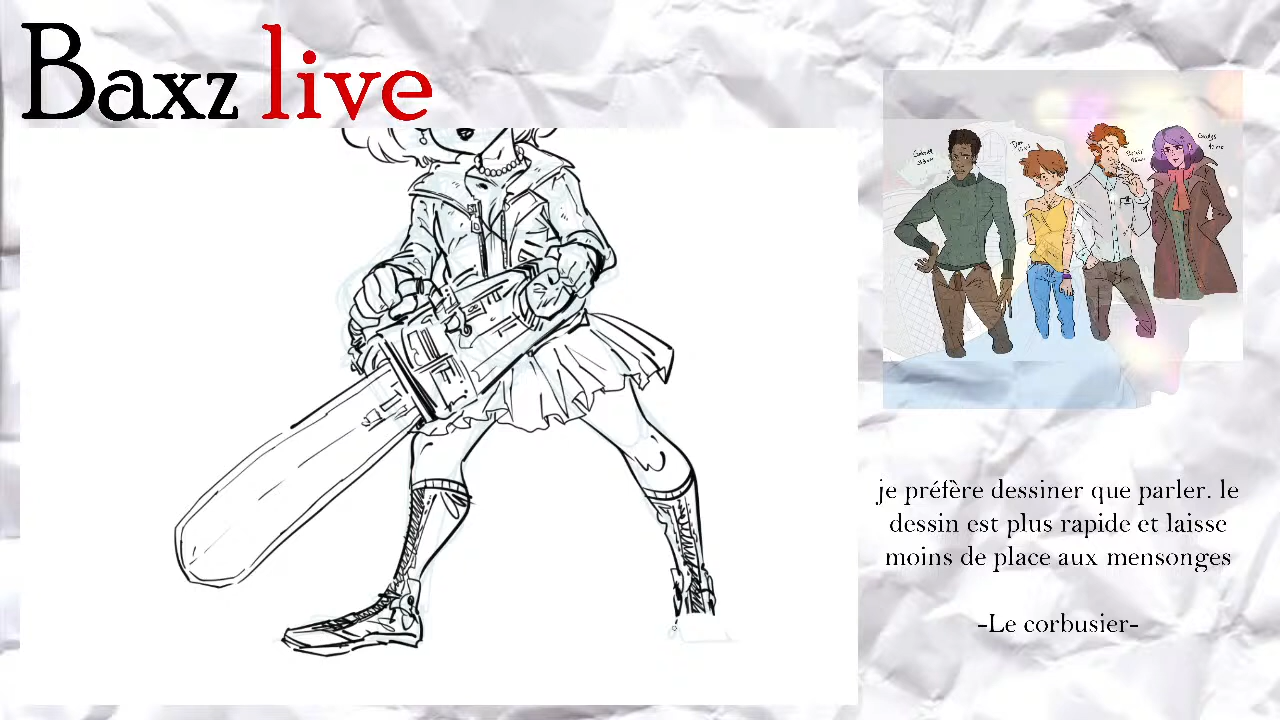 Baxz live
je préfère dessiner que parler. le
dessin est plus rapide et laisse
moins de place aux mensonges
-Le corbusier-